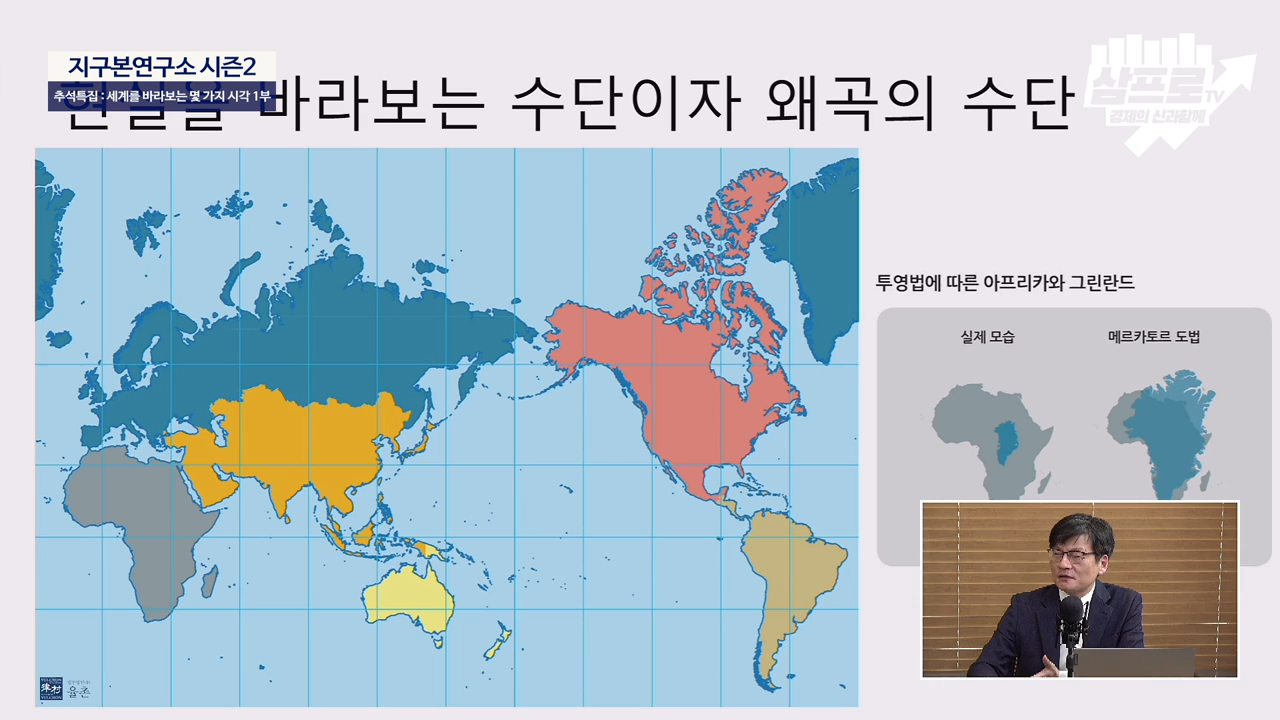 지구본연구소 시즌2
추석특집 : 세계를 바라보는 몇 가지 시각 1부
바라보는 수단이자 왜곡의 수단
삼프로TV
경제의 신과함께
투영법에 따른 아프리카와 그린란드
실제 모습
메르카토르 도법
율촌